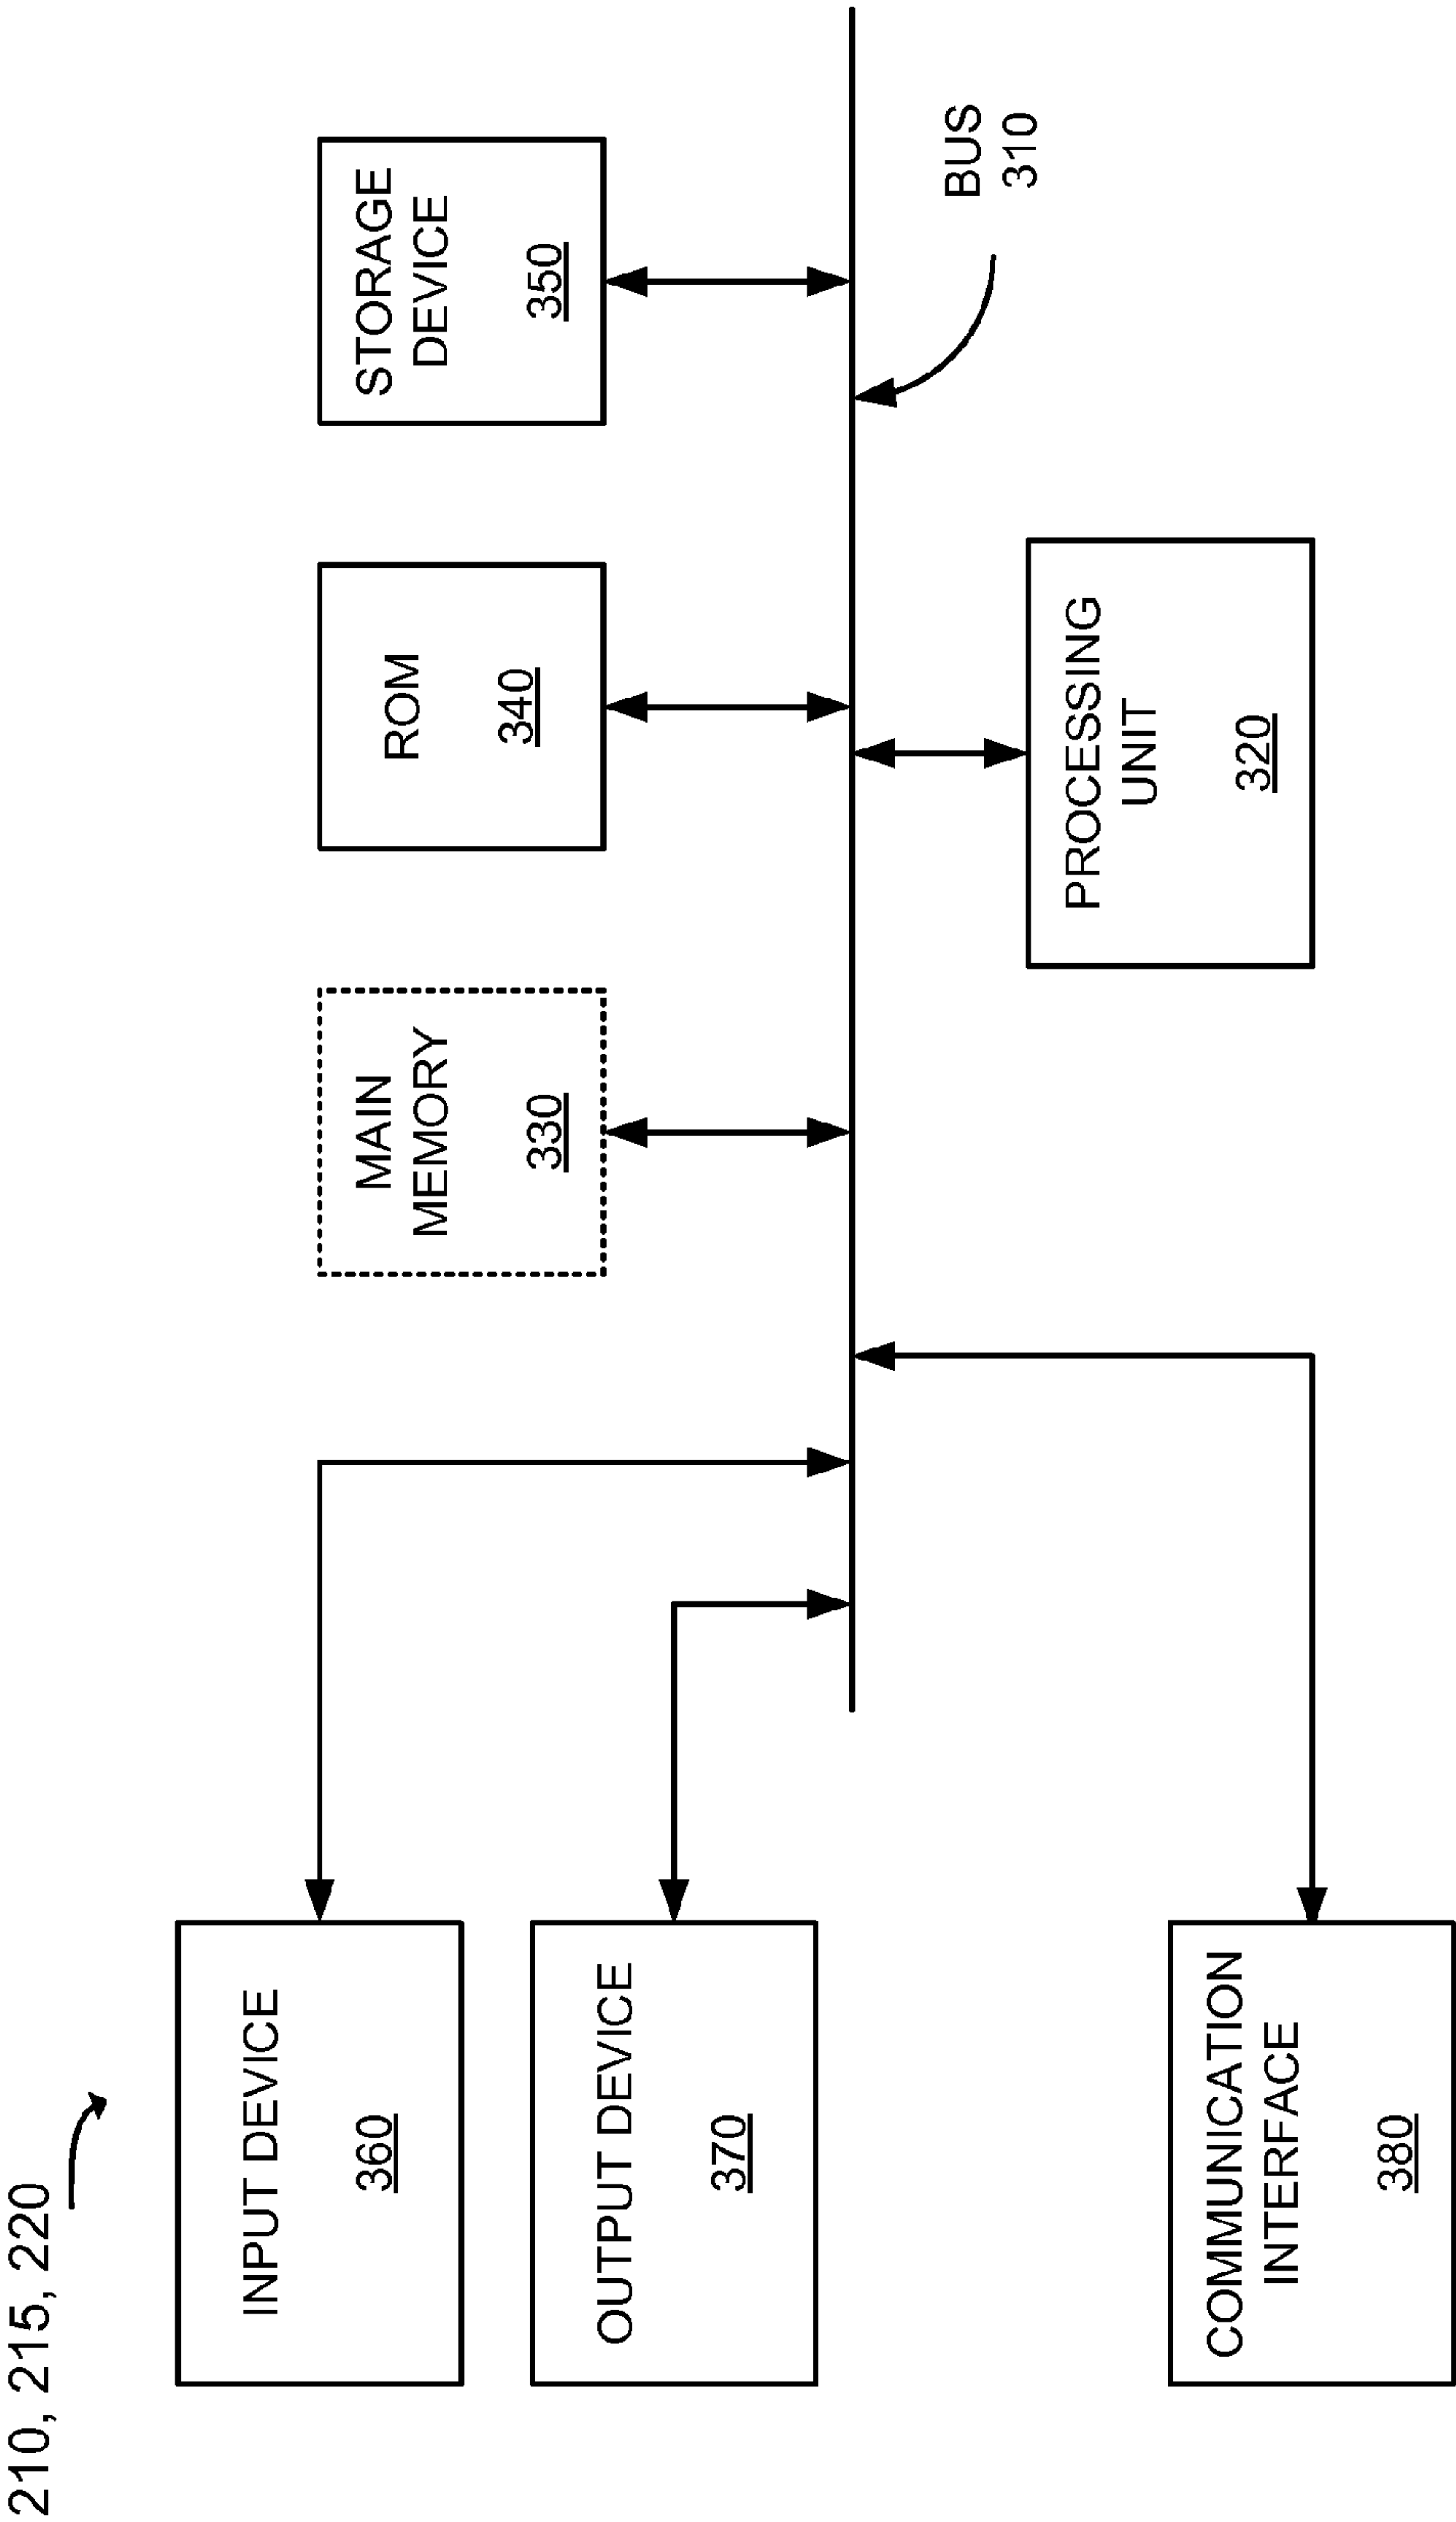 210, 215, 220
INPUT DEVICE
360
OUTPUT DEVICE
370
COMMUNICATION
INTERFACE
380
MAIN
MEMORY
330
ROM
340
STORAGE
DEVICE
350
PROCESSING
UNIT
320
BUS
310